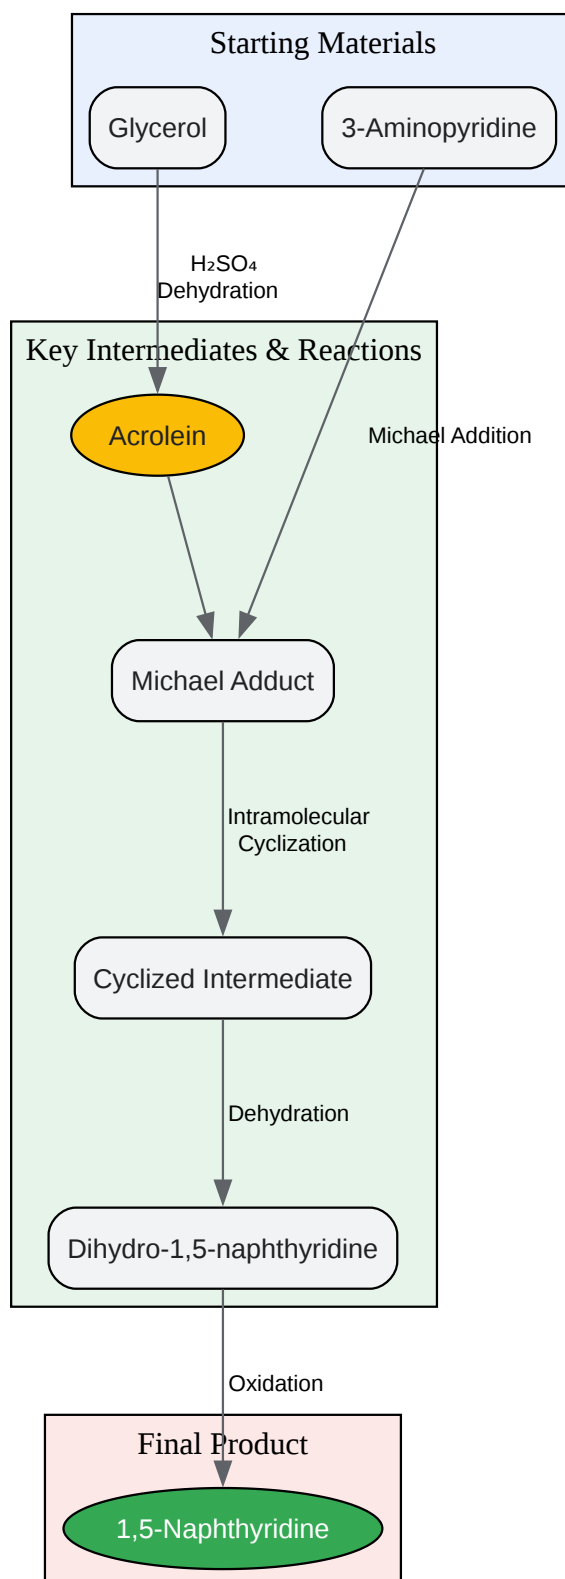 Starting Materials
Glycerol
3-Aminopyridine
H₂SO₄
Dehydration
Key Intermediates & Reactions
Acrolein
Michael Addition
Michael Adduct
Intramolecular
Cyclization
Cyclized Intermediate
Dehydration
Dihydro-1,5-naphthyridine
Oxidation
Final Product
1,5-Naphthyridine